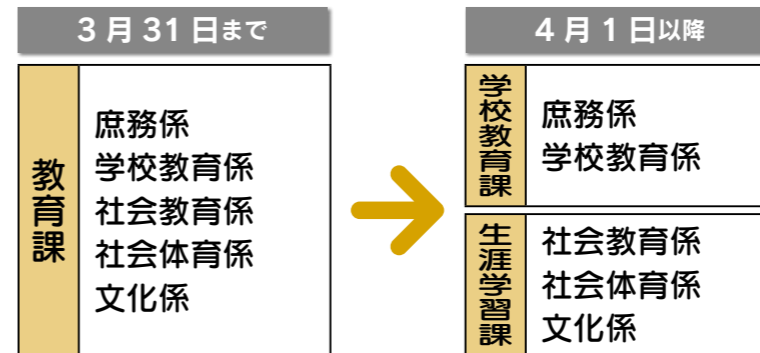 3月31日まで
教育課
庶務係
学校教育係
社会教育係
社会体育係
文化係
4月1日以降
学校教育課
庶務係
学校教育係
生涯学習課
社会教育係
社会体育係
文化係